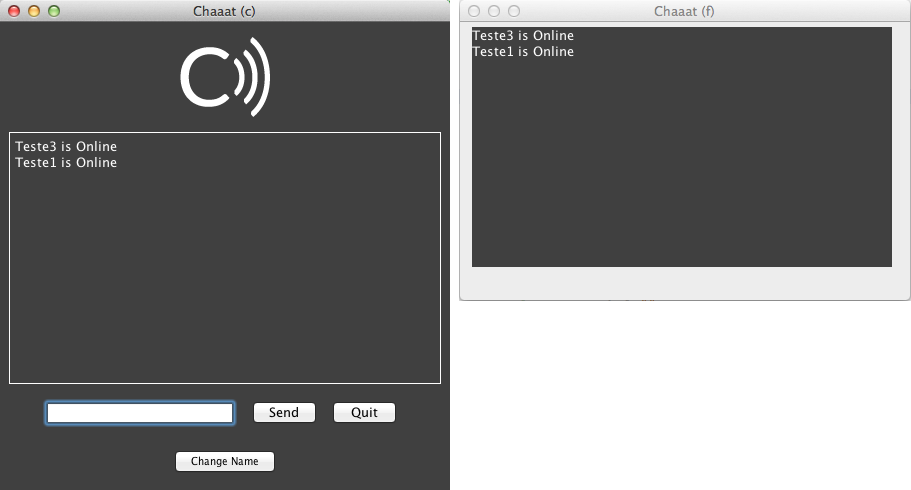 Chaaat (c)
Teste3 is Online
Teste1 is Online
Send
Quit
Change Name
Chaaat (f)
Teste3 is Online
Teste1 is Online